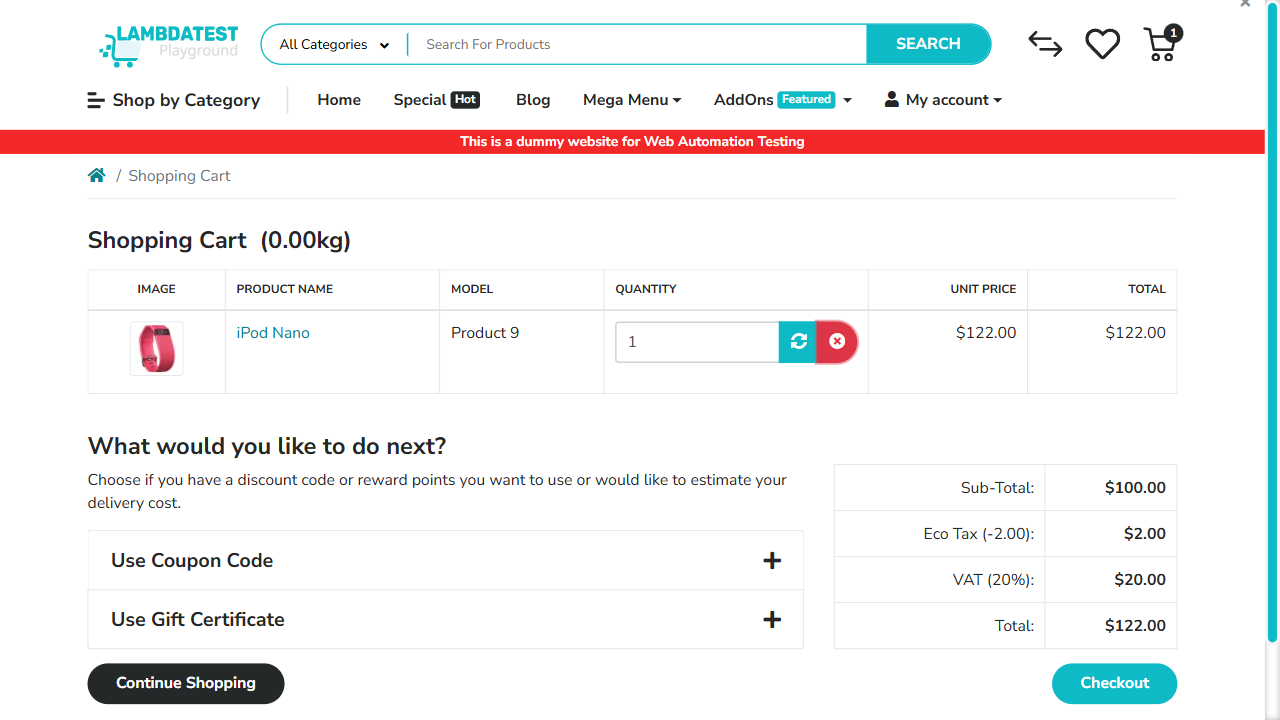 LAMBDATEST
Playground
All Categories
Search For Products
SEARCH
1
Shop by Category
Home
Special Hot
Blog
Mega Menu
AddOns Featured
My account
This is a dummy website for Web Automation Testing
/ Shopping Cart
Shopping Cart (0.00kg)
IMAGE PRODUCT NAME MODEL QUANTITY UNIT PRICE TOTAL
iPod Nano Product 9 1 $122.00 $122.00
What would you like to do next?
Choose if you have a discount code or reward points you want to use or would like to estimate your
delivery cost.
Use Coupon Code
Use Gift Certificate
Sub-Total: $100.00
Eco Tax (-2.00): $2.00
VAT (20%): $20.00
Total: $122.00
Continue Shopping
Checkout